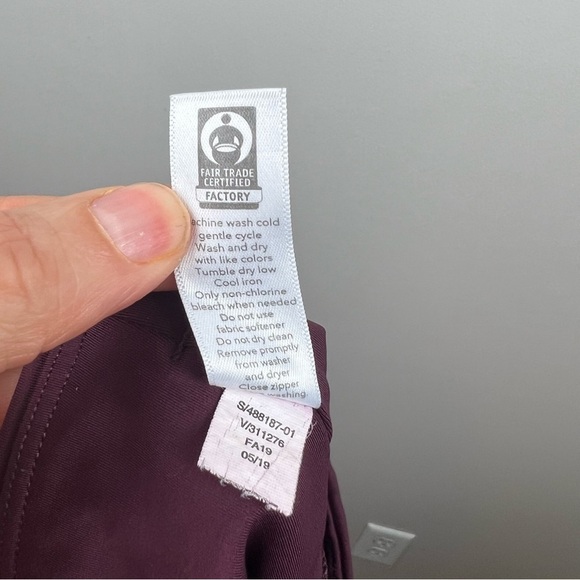 FAIR TRADE
CERTIFIED
FACTORY
achine wash cold
gentle cycle
Wash and dry
with like colors
Tumble dry low
Cool iron
Only non-chlorine
bleach when needed
Do not use
fabric softener
Do not dry clean
Remove promptly
from washer
and dryer
Close zipper
washing.
S/488187-01
V/311276
FA19
05/19